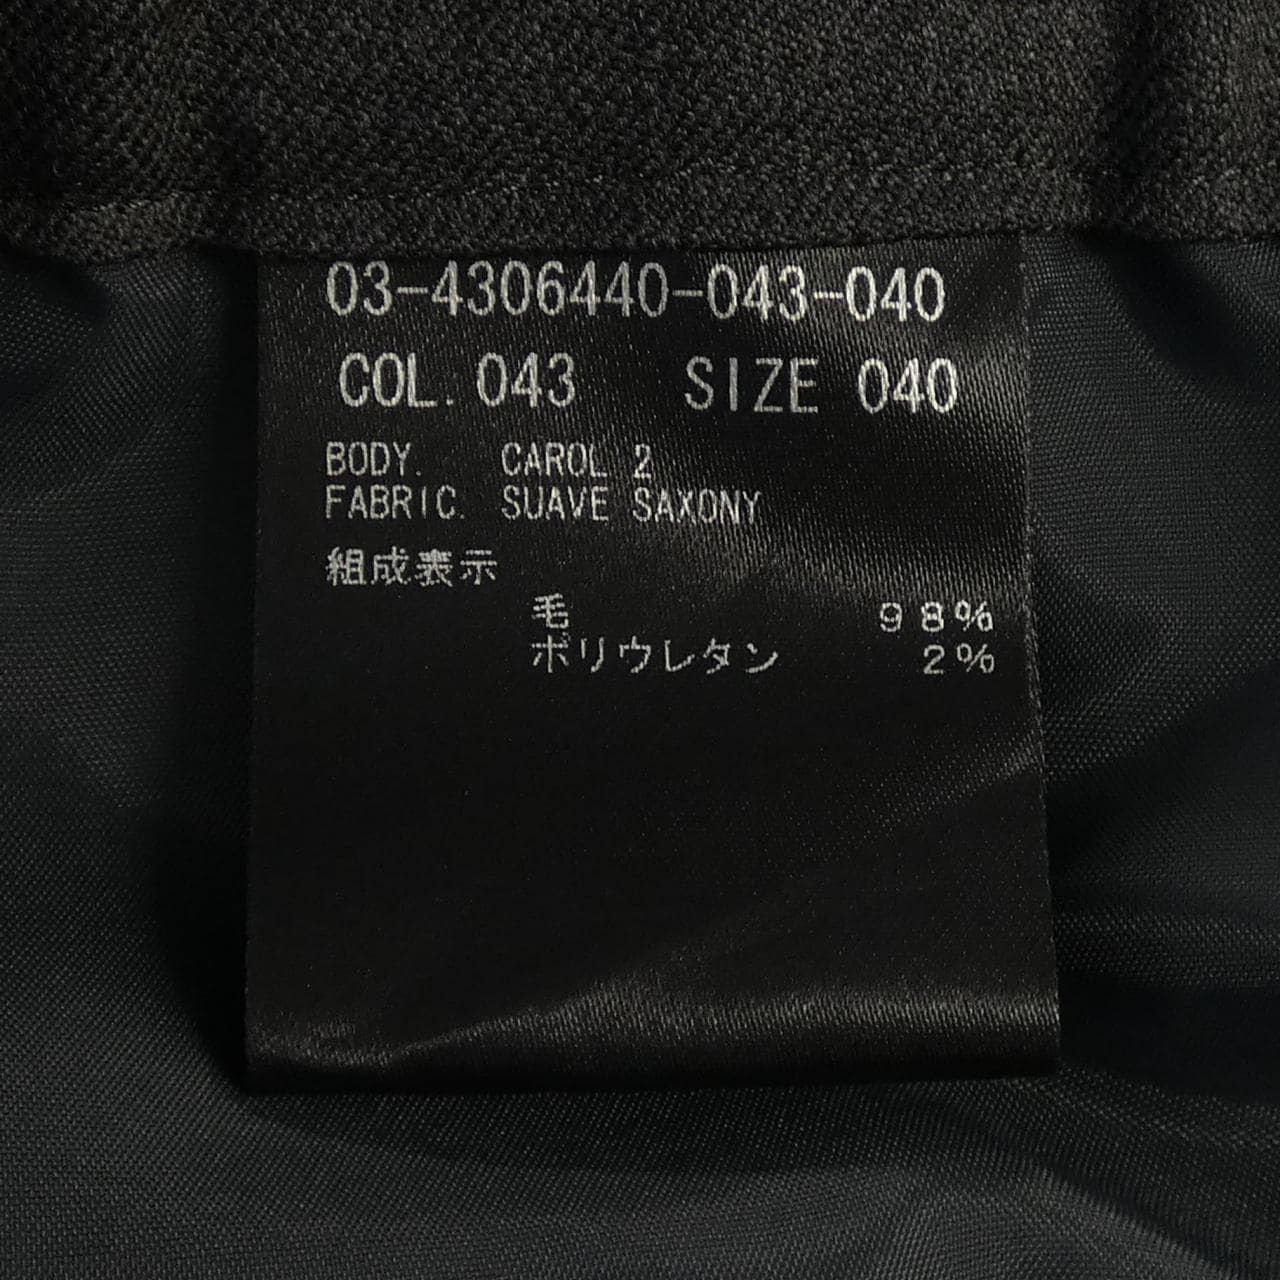 03-4306440-043-040
COL. 043 SIZE 040
BODY. CAROL 2
FABRIC. SUAVE SAXONY
組成表示
毛 98%
ポリウレタン 2%